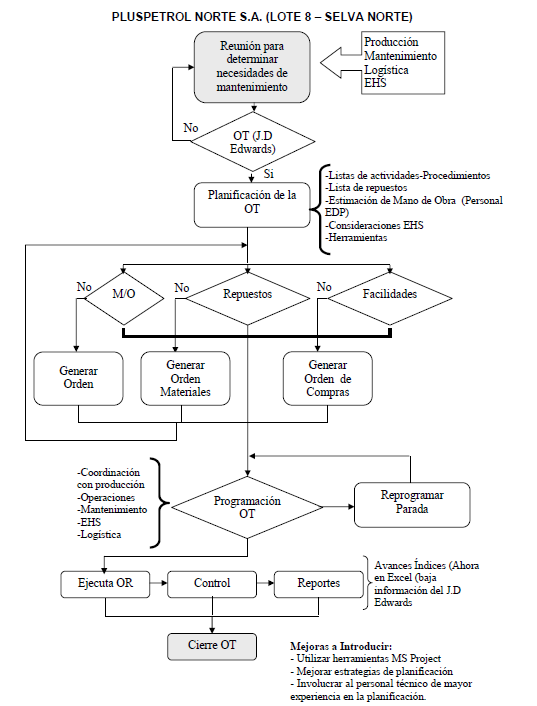 PLUSPETROL NORTE S.A. (LOTE 8 – SELVA NORTE)
Reunión para
determinar
necesidades de
mantenimiento
Producción
Mantenimiento
Logística
EHS
No
OT (J.D
Edwards)
Si
Planificación de la
OT
-Listas de actividades-Procedimientos
-Lista de repuestos
-Estimación de Mano de Obra (Personal
EDP)
-Consideraciones EHS
-Herramientas
No
M/O
No
Repuestos
No
Facilidades
Generar
Orden
Generar
Orden
Materiales
Generar
Orden de
Compras
-Coordinación
con producción
-Operaciones
-Mantenimiento
-EHS
-Logística
Programación
OT
Reprogramar
Parada
Ejecuta OR
Control
Reportes
Avances Índices (Ahora
en Excel (baja
información del J.D
Edwards
Cierre OT
Mejoras a Introducir:
- Utilizar herramientas MS Project
- Mejorar estrategias de planificación
- Involucrar al personal técnico de mayor
experiencia en la planificación.